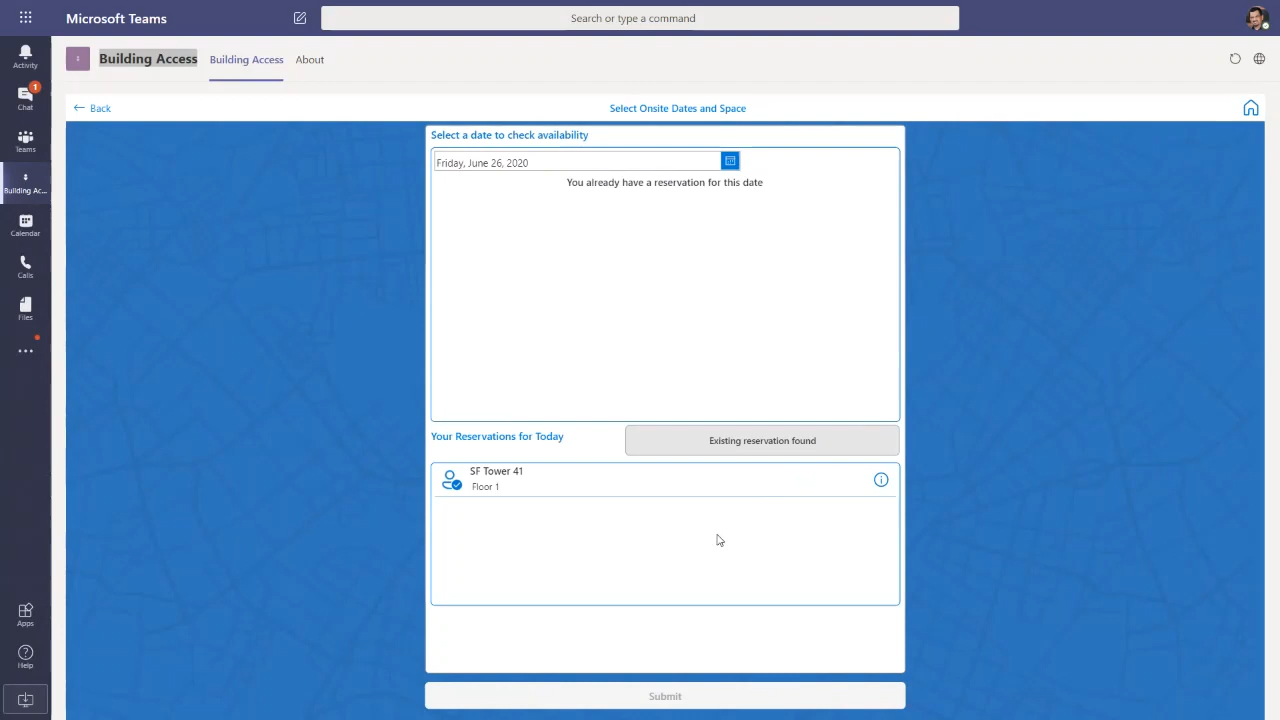 Microsoft Teams
Search or type a command
Activity
1
Chat
Teams
Building Ac...
Calendar
Calls
Files
Apps
Help
Building Access
Building Access
About
Back
Select Onsite Dates and Space
Select a date to check availability
Friday, June 26, 2020
You already have a reservation for this date
Your Reservations for Today
Existing reservation found
SF Tower 41
Floor 1
Submit